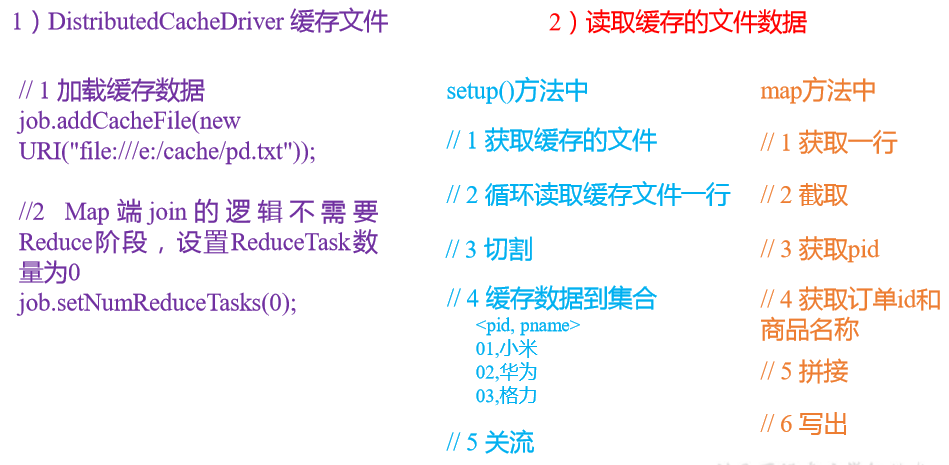 1）DistributedCacheDriver 缓存文件
// 1 加载缓存数据
job.addCacheFile(new
URI("file:///e:/cache/pd.txt"));
//2 Map 端 join 的逻辑不需要
Reduce阶段，设置ReduceTask数
量为0
job.setNumReduceTasks(0);
2）读取缓存的文件数据
setup()方法中
// 1 获取缓存的文件
// 2 循环读取缓存文件一行
// 3 切割
// 4 缓存数据到集合
<pid, pname>
01,小米
02,华为
03,格力
// 5 关流
map方法中
// 1 获取一行
// 2 截取
// 3 获取pid
// 4 获取订单id和
商品名称
// 5 拼接
// 6 写出